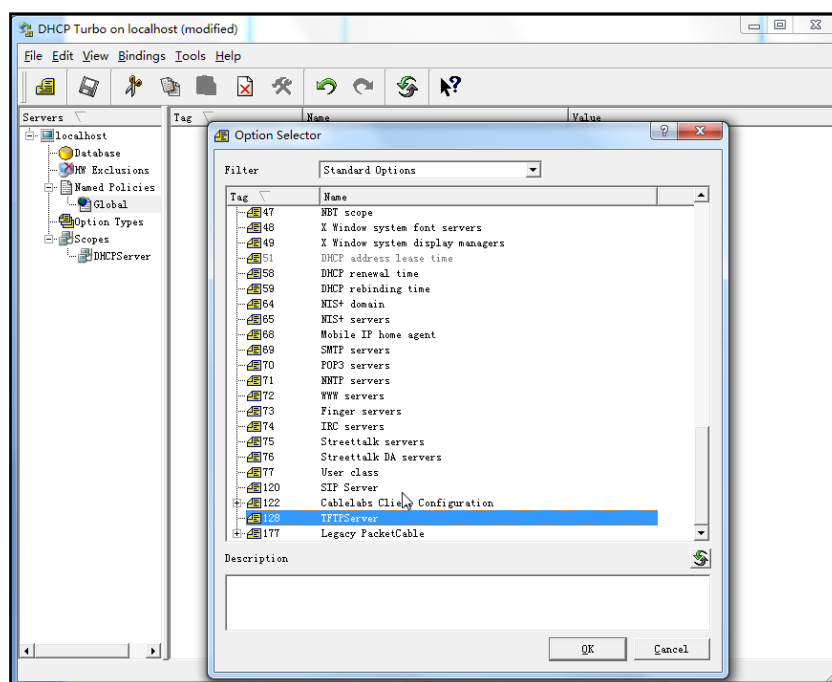 DHCP Turbo on localhost (modified)
File Edit View Bindings Tools Help
Servers Tag Name Value
localhost
Database
HW Exclusions
Named Policies
Global
Option Types
Scopes
DHCPServer
Option Selector
Filter Standard Options
Tag Name
47 NBT scope
48 X Window system font servers
49 X Window system display managers
51 DHCP address lease time
58 DHCP renewal time
59 DHCP rebinding time
64 NIS+ domain
65 NIS+ servers
68 Mobile IP home agent
69 SMTP servers
70 POP3 servers
71 NNTP servers
72 WWW servers
73 Finger servers
74 IRC servers
75 Streettalk servers
76 Streettalk DA servers
77 User class
120 SIP Server
122 Cablelabs Client Configuration
128 TFTPServer
177 Legacy PacketCable
Description
OK Cancel